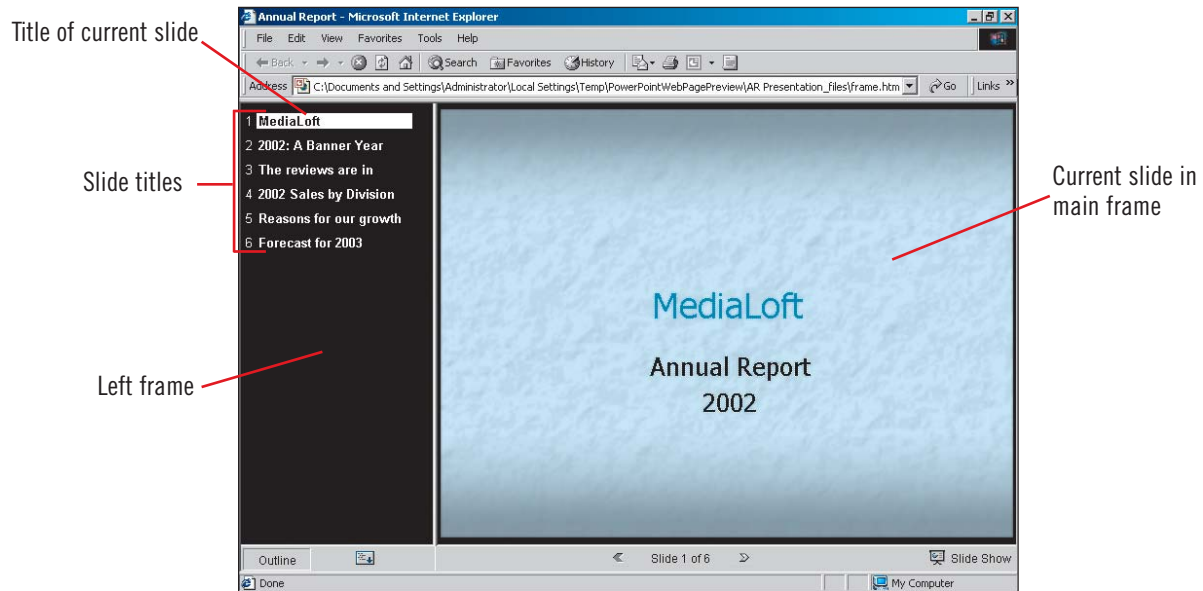 Annual Report - Microsoft Internet Explorer
Title of current slide
File Edit View Favorites Tools Help
Back Search Favorites History
Address C:\Documents and Settings\Administrator\Local Settings\Temp\PowerPointWebPagePreview\AR Presentation_files\frame.htm Go Links »
1 MediaLoft
2 2002: A Banner Year
3 The reviews are in
4 2002 Sales by Division
5 Reasons for our growth
6 Forecast for 2003
Slide titles
Current slide in
main frame
MediaLoft
Annual Report
2002
Left frame
Outline Slide 1 of 6 Slide Show
Done My Computer